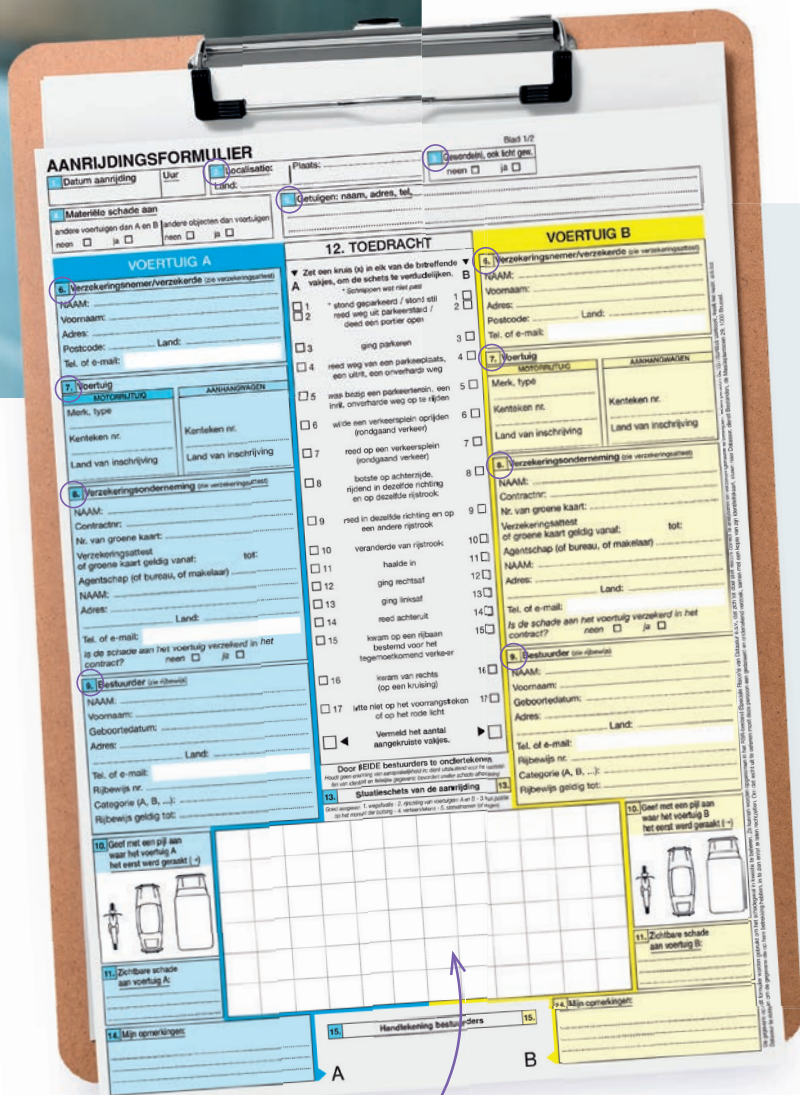 Blad 1/2
AANRIJDINGSFORMULIER
1. Datum aanrijding
Uur
2. Localisatie:
Plaats:
Land:
3. Gewonde(n), ook licht gew.
neen ja
4. Materiële schade aan
andere voertuigen dan A en B
neen ja
andere objecten dan voertuigen
neen ja
5. Getuigen: naam, adres, tel.
VOERTUIG A
6. Verzekeringsnemer/verzekerde (zie verzekeringsattest)
NAAM:
Voornaam:
Adres:
Postcode: Land:
Tel. of e-mail:
7. Voertuig
MOTORRIJTUIG
Merk, type
Kenteken nr.
Land van inschrijving
AANHANGWAGEN
Kenteken nr.
Land van inschrijving
8. Verzekeringsonderneming (zie verzekeringsattest)
NAAM:
Contractnr:
Nr. van groene kaart:
Verzekeringsattest
of groene kaart geldig vanaf: tot:
Agentschap (of bureau, of makelaar)
NAAM:
Adres:
Land:
Tel. of e-mail:
Is de schade aan het voertuig verzekerd in het
contract? neen ja
9. Bestuurder (zie rijbewijs)
NAAM:
Voornaam:
Geboortedatum:
Adres:
Land:
Tel. of e-mail:
Rijbewijs nr.
Categorie (A, B, ...):
Rijbewijs geldig tot:
10. Geef met een pijl aan
waar het voertuig A
het eerst werd geraakt (→)
11. Zichtbare schade
aan voertuig A:
14. Mijn opmerkingen:
12. TOEDRACHT
Zet een kruis (x) in elk van de betreffende
A vakjes, om de schets te verduidelijken. B
* Schrappen wat niet past
1 * stond geparkeerd / stond stil 1
2 reed weg uit parkeerstand / 2
deed een portier open
3 ging parkeren 3
4 reed weg van een parkeerplaats, 4
een uitrit, een onverharde weg
5 was bezig een parkeerterrein, een 5
inrit, onverharde weg op te rijden
6 wilde een verkeersplein oprijden 6
(rondgaand verkeer)
7 reed op een verkeersplein 7
(rondgaand verkeer)
8 botste op achterzijde, 8
rijdend in dezelfde richting
en op dezelfde rijstrook
9 reed in dezelfde richting en op 9
een andere rijstrook
10 veranderde van rijstrook 10
11 haalde in 11
12 ging rechtsaf 12
13 ging linksaf 13
14 reed achteruit 14
15 kwam op een rijbaan 15
bestemd voor het
tegemoetkomend verkeer
16 kwam van rechts 16
(op een kruising)
17 lette niet op het voorrangsteken 17
of op het rode licht
Vermeld het aantal
aangekruiste vakjes.
Door BEIDE bestuurders te ondertekenen
13. Situatieschets van de aanrijding 13.
15. Handtekening bestuurders 15.
A B
VOERTUIG B
6. Verzekeringsnemer/verzekerde (zie verzekeringsattest)
NAAM:
Voornaam:
Adres:
Postcode: Land:
Tel. of e-mail:
7. Voertuig
MOTORRIJTUIG
Merk, type
Kenteken nr.
Land van inschrijving
AANHANGWAGEN
Kenteken nr.
Land van inschrijving
8. Verzekeringsonderneming (zie verzekeringsattest)
NAAM:
Contractnr:
Nr. van groene kaart:
Verzekeringsattest
of groene kaart geldig vanaf: tot:
Agentschap (of bureau, of makelaar)
NAAM:
Adres:
Land:
Tel. of e-mail:
Is de schade aan het voertuig verzekerd in het
contract? neen ja
9. Bestuurder (zie rijbewijs)
NAAM:
Voornaam:
Geboortedatum:
Adres:
Land:
Tel. of e-mail:
Rijbewijs nr.
Categorie (A, B, ...):
Rijbewijs geldig tot:
10. Geef met een pijl aan
waar het voertuig B
het eerst werd geraakt (→)
11. Zichtbare schade
aan voertuig B:
14. Mijn opmerkingen: